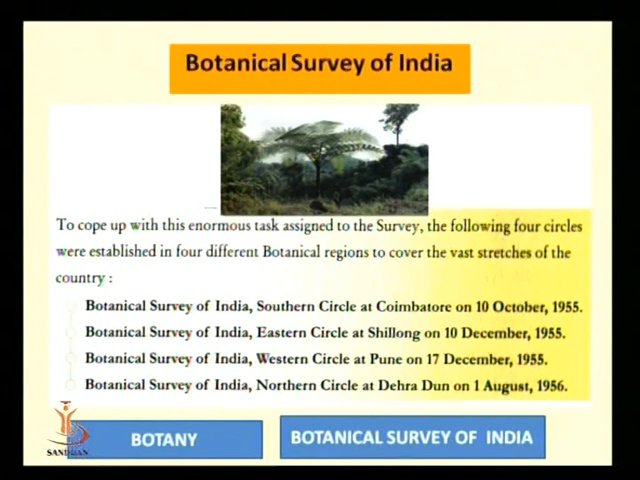 Botanical Survey of India
To cope up with this enormous task assigned to the Survey, the following four circles
were established in four different Botanical regions to cover the vast stretches of the
country :
Botanical Survey of India, Southern Circle at Coimbatore on 10 October, 1955.
Botanical Survey of India, Eastern Circle at Shillong on 10 December, 1955.
Botanical Survey of India, Western Circle at Pune on 17 December, 1955.
Botanical Survey of India, Northern Circle at Dehra Dun on 1 August, 1956.
SANDHAN
BOTANY
BOTANICAL SURVEY OF INDIA